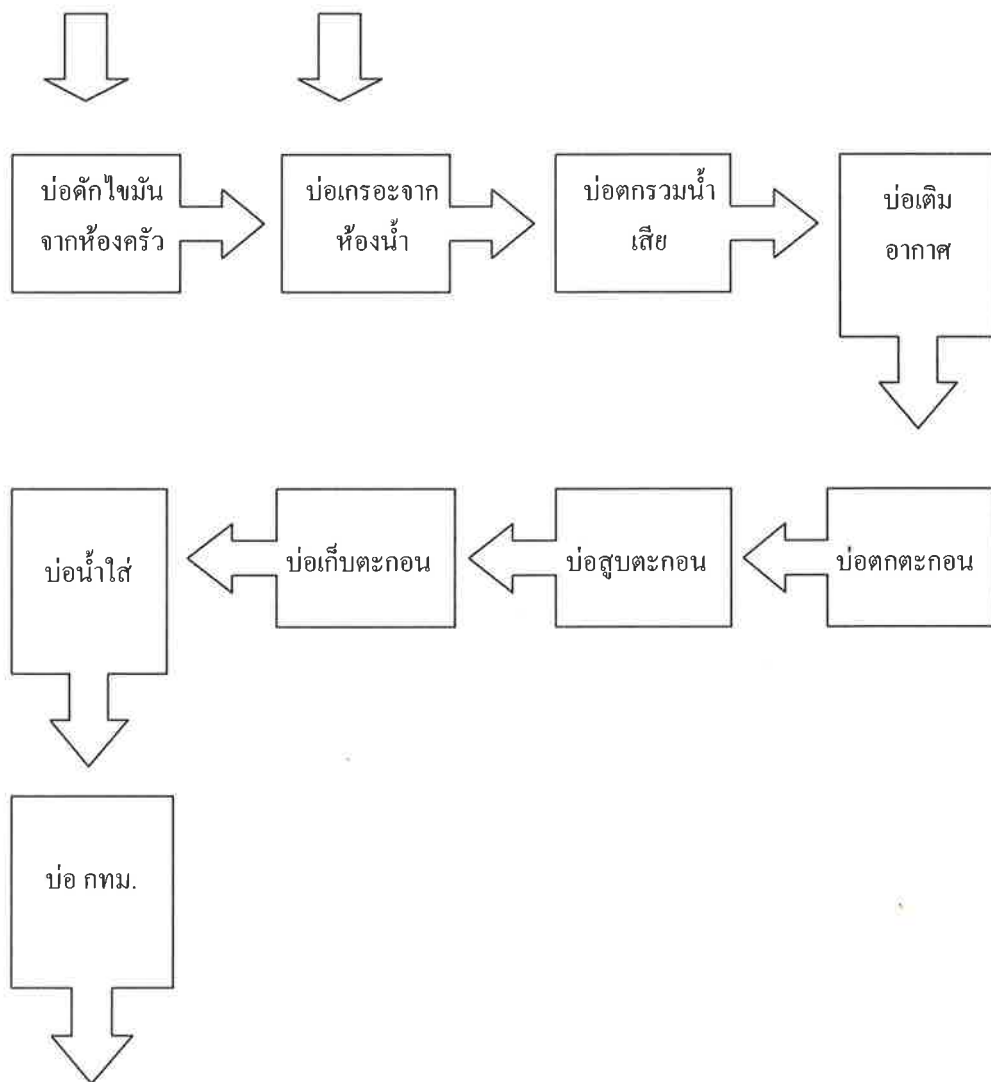 บ่อดักไขมัน
จากห้องครัว
บ่อเกรอะจาก
ห้องน้ำ
บ่อตกรวมน้ำ
เสีย
บ่อเติม
อากาศ
บ่อน้ำใส่
บ่อเก็บตะกอน
บ่อสูบตะกอน
บ่อตกตะกอน
บ่อ กทม.